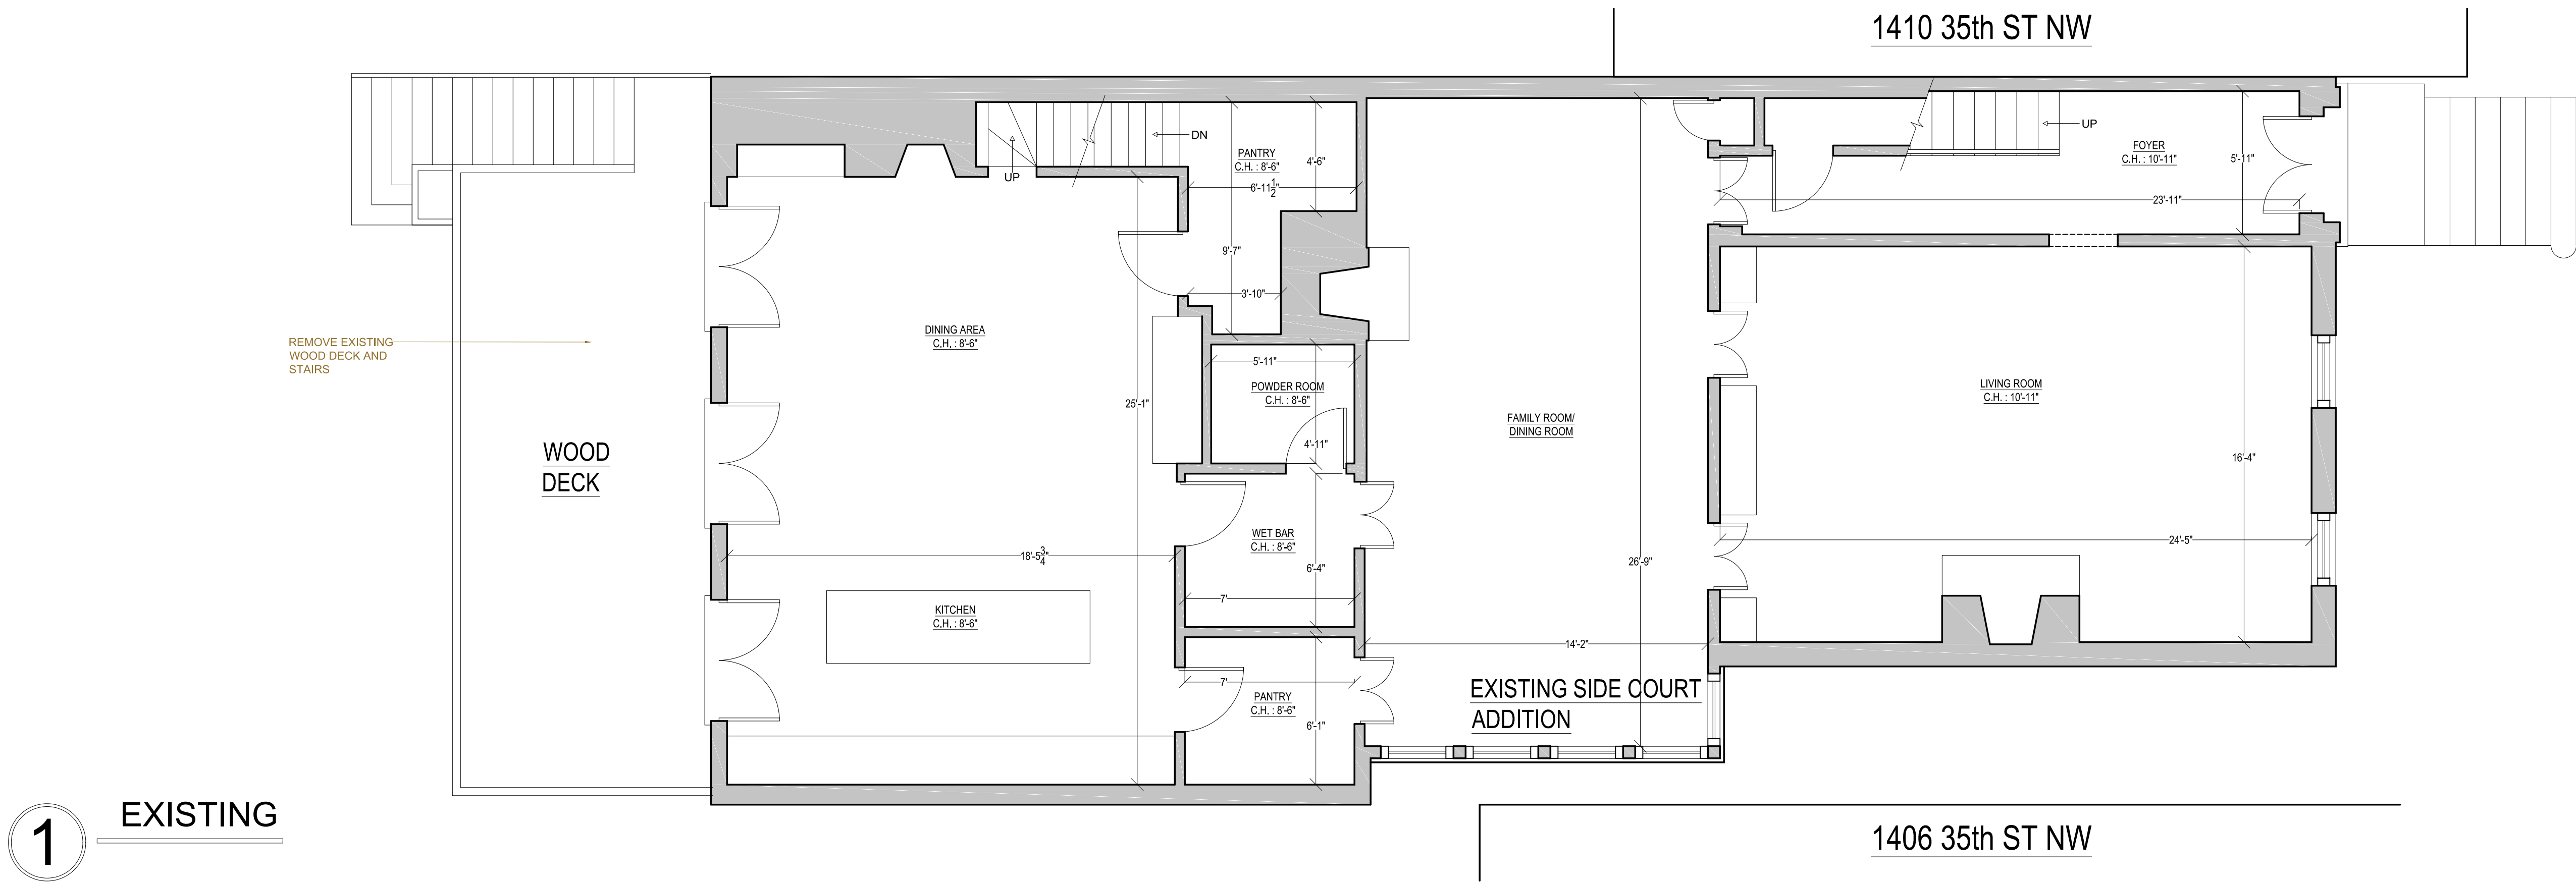 1410 35th ST NW
DN
UP
PANTRY
C.H. : 8'-6"
4'-6"
6'-11 1/2"
9'-7"
3'-10"
UP
FOYER
C.H. : 10'-11"
5'-11"
23'-11"
REMOVE EXISTING
WOOD DECK AND
STAIRS
DINING AREA
C.H. : 8'-6"
25'-1"
5'-11"
POWDER ROOM
C.H. : 8'-6"
4'-11"
FAMILY ROOM/
DINING ROOM
LIVING ROOM
C.H. : 10'-11"
16'-4"
WOOD
DECK
WET BAR
C.H. : 8'-6"
6'-4"
7'
18'-5 3/4"
26'-9"
24'-5"
KITCHEN
C.H. : 8'-6"
14'-2"
7'
PANTRY
C.H. : 8'-6"
6'-1"
EXISTING SIDE COURT
ADDITION
1
EXISTING
1406 35th ST NW